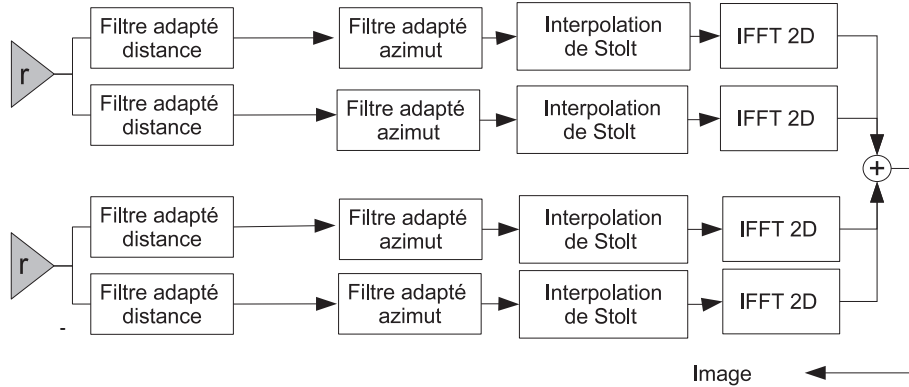 Filtre adapté
distance
Filtre adapté
azimut
Interpolation
de Stolt
IFFT 2D
r
Filtre adapté
distance
Filtre adapté
azimut
Interpolation
de Stolt
IFFT 2D
+
Filtre adapté
distance
Filtre adapté
azimut
Interpolation
de Stolt
IFFT 2D
r
Filtre adapté
distance
Filtre adapté
azimut
Interpolation
de Stolt
IFFT 2D
-
Image